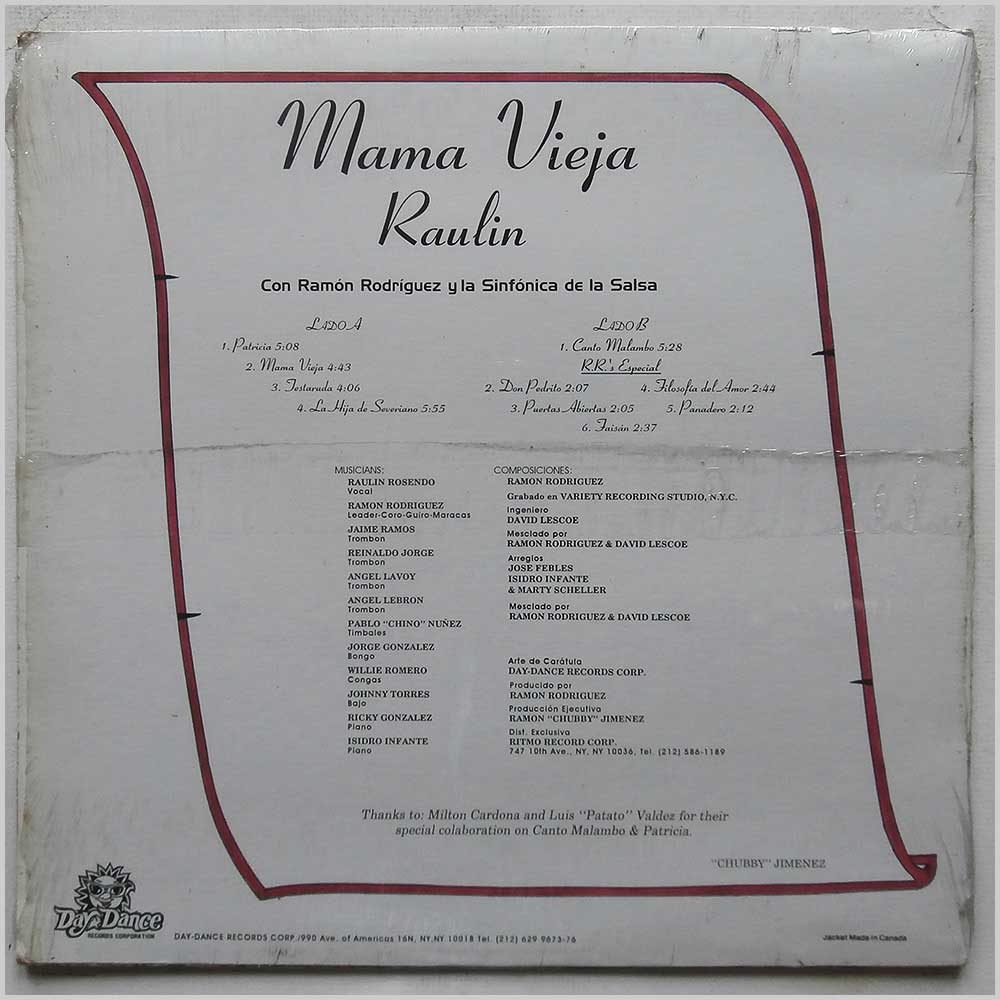 Mama Vieja
Raulin
Con Ramón Rodríguez y la Sinfónica de la Salsa
LADO A
1. Patricia 5:08
2. Mama Vieja 4:43
3. Testaruda 4:06
4. La Hija de Severiano 5:55
LADO B
1. Canto Malambo 5:28
R.R.'s Especial
2. Don Pedrito 2:07
3. Puertas Abiertas 2:05
4. Filosofía del Amor 2:44
5. Panadero 2:12
6. Faisán 2:37
MUSICIANS:
RAULIN ROSENDO
Vocal
RAMON RODRIGUEZ
Leader-Coro-Guiro-Maracas
JAIME RAMOS
Trombon
REINALDO JORGE
Trombon
ANGEL LAVOY
Trombon
ANGEL LEBRON
Trombon
PABLO "CHINO" NUÑEZ
Timbales
JORGE GONZALEZ
Bongo
WILLIE ROMERO
Congas
JOHNNY TORRES
Bajo
RICKY GONZALEZ
Piano
ISIDRO INFANTE
Piano
COMPOSICIONES:
RAMON RODRIGUEZ
Grabado en VARIETY RECORDING STUDIO, N.Y.C.
Ingeniero
DAVID LESCOE
Mesclado por
RAMON RODRIGUEZ & DAVID LESCOE
Arreglos
JOSE FEBLES
ISIDRO INFANTE
& MARTY SCHELLER
Mesclado por
RAMON RODRIGUEZ & DAVID LESCOE
Arte de Carátula
DAY-DANCE RECORDS CORP.
Producido por
RAMON RODRIGUEZ
Producción Ejecutiva
RAMON "CHUBBY" JIMENEZ
Dist. Exclusiva
RITMO RECORD CORP.
747 10th Ave., NY, NY 10036, Tel. (212) 586-1189
Thanks to: Milton Cardona and Luis "Patato" Valdez for their
special colaboration on Canto Malambo & Patricia.
"CHUBBY" JIMENEZ
Day Dance
RECORDS CORPORATION
DAY-DANCE RECORDS CORP./990 Ave. of Americas 16N, NY, NY 10018 Tel. (212) 629 9673-76
Jacket Made in Canada